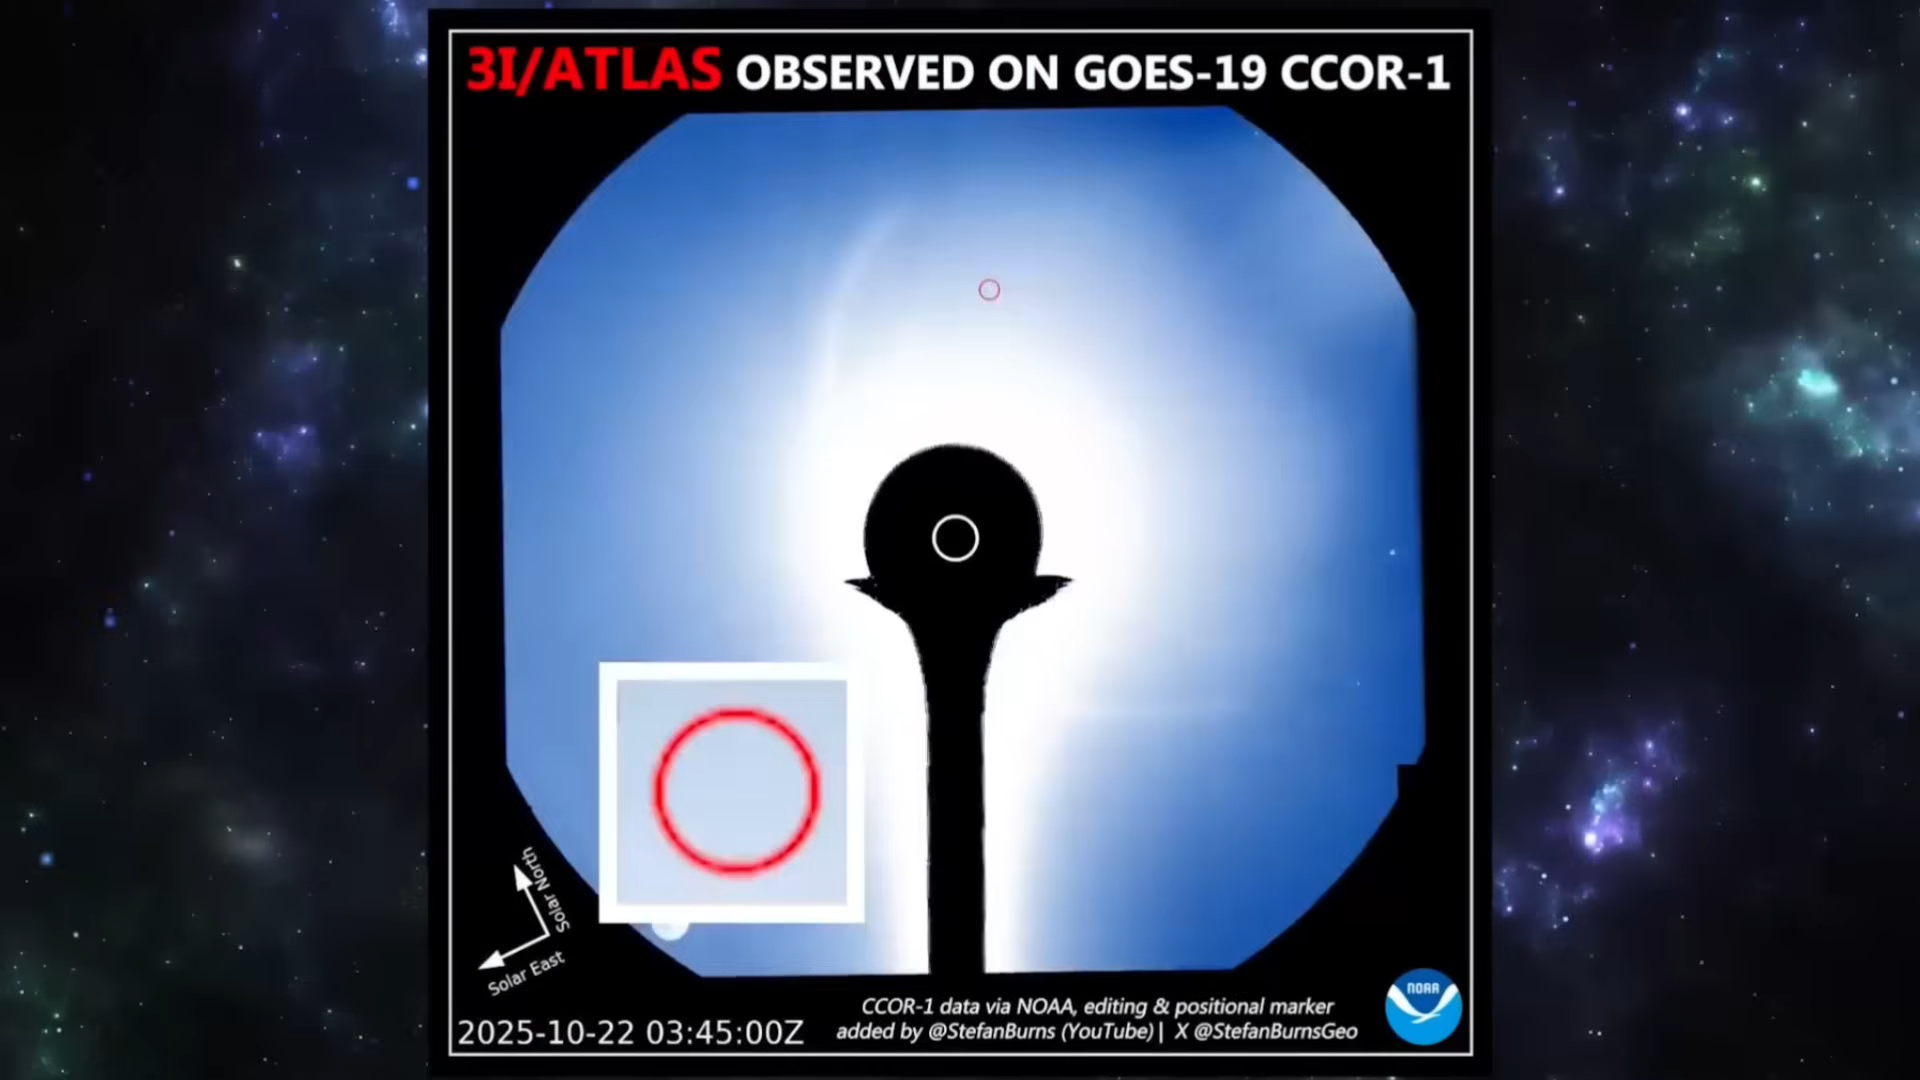 3I/ATLAS OBSERVED ON GOES-19 CCOR-1
Solar North
Solar East
2025-10-22 03:45:00Z
CCOR-1 data via NOAA, editing & positional marker
added by @StefanBurns (YouTube) | X @StefanBurnsGeo
NOAA